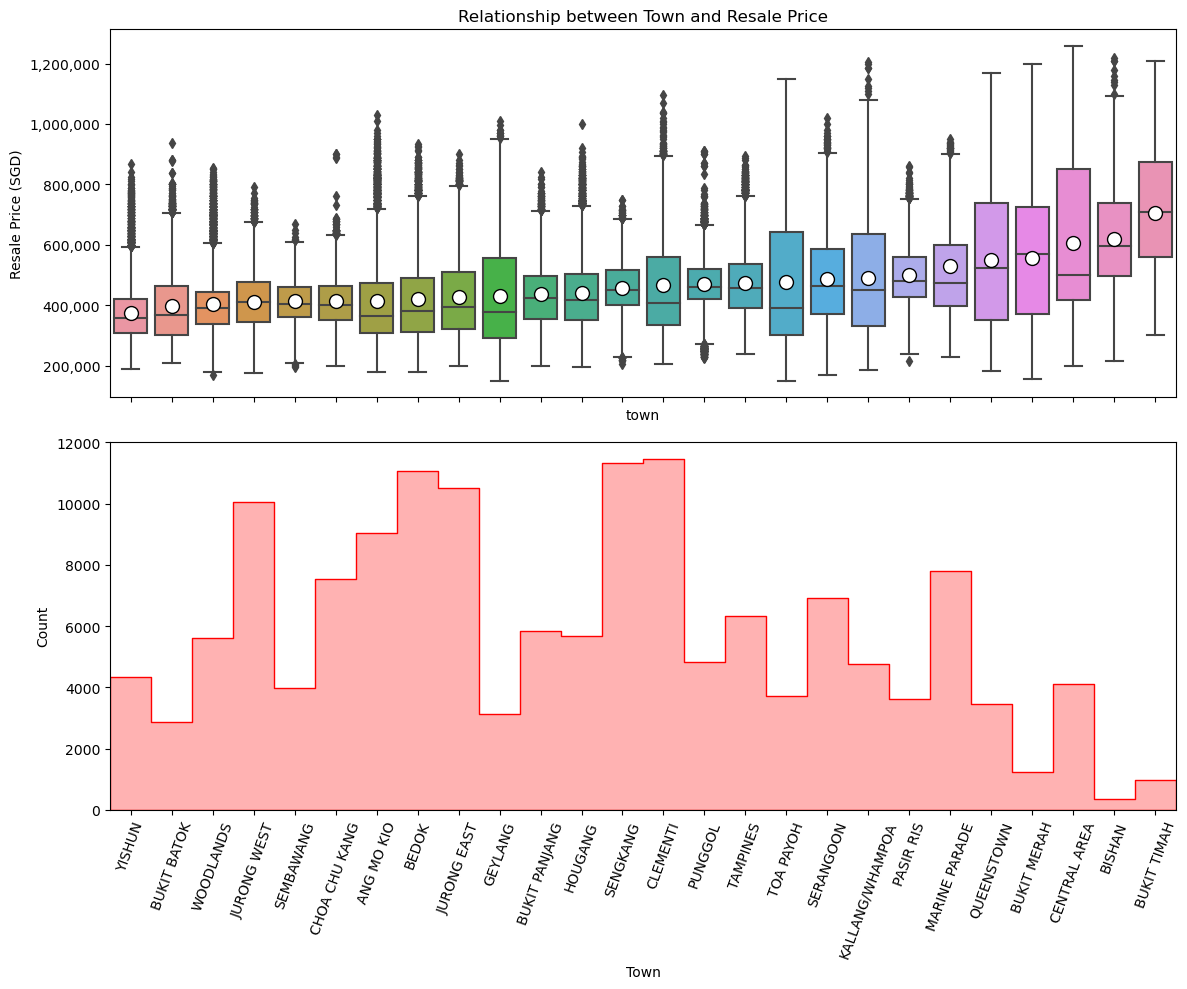 Relationship between Town and Resale Price
Resale Price (SGD)
1,200,000
1,000,000
800,000
600,000
400,000
200,000
town
Count
12000
10000
8000
6000
4000
2000
0
YISHUN
BUKIT BATOK
WOODLANDS
JURONG WEST
SEMBAWANG
CHOA CHU KANG
ANG MO KIO
BEDOK
JURONG EAST
GEYLANG
BUKIT PANJANG
HOUGANG
SENGKANG
CLEMENTI
PUNGGOL
TAMPINES
TOA PAYOH
SERANGOON
KALLANG/WHAMPOA
PASIR RIS
MARINE PARADE
QUEENSTOWN
BUKIT MERAH
CENTRAL AREA
BISHAN
BUKIT TIMAH
Town